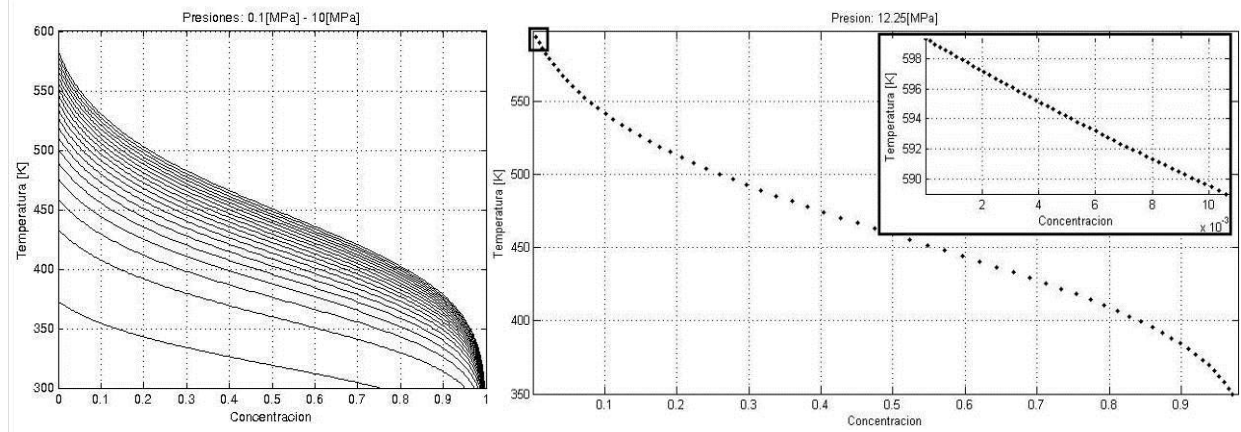 Presiones: 0.1[MPa] - 10[MPa]
600
550
500
450
400
350
300
Temperatura [K]
0 0.1 0.2 0.3 0.4 0.5 0.6 0.7 0.8 0.9 1
Concentracion
Presion: 12.25[MPa]
550
500
450
400
350
Temperatura [K]
0.1 0.2 0.3 0.4 0.5 0.6 0.7 0.8 0.9
Concentracion
598
596
594
592
590
Temperatura [K]
2 4 6 8 10
Concentracion
x 10-3